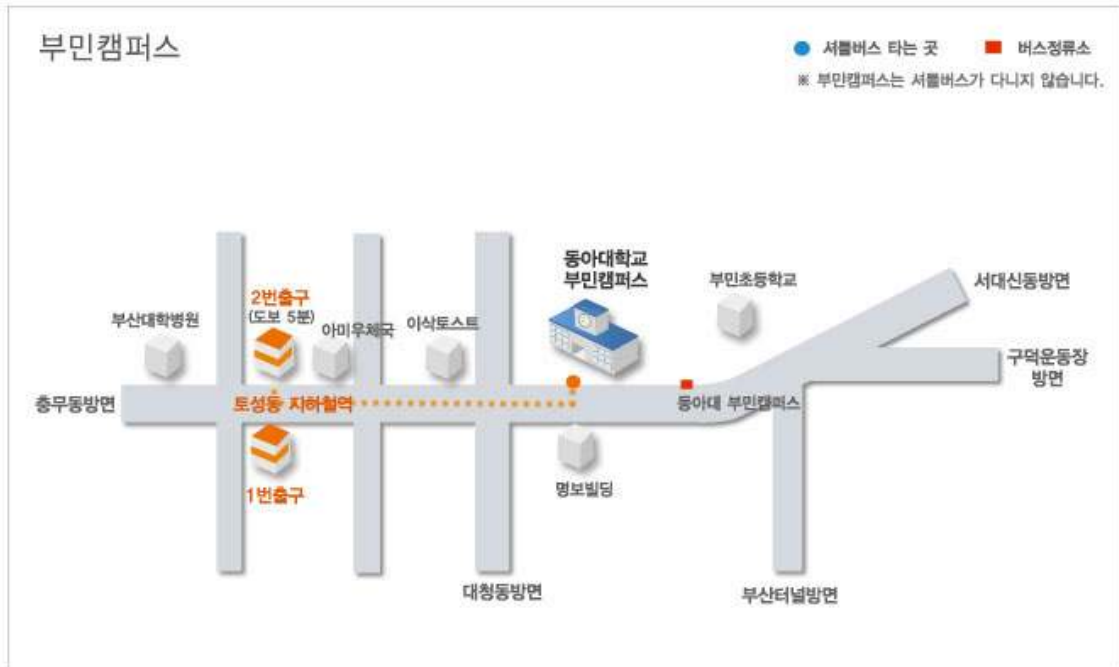 부민캠퍼스
셔틀버스 타는 곳
버스정류소
※ 부민캠퍼스는 셔틀버스가 다니지 않습니다.
동아대학교
부민캠퍼스
부민초등학교
서대신동방면
2번출구
(도보 5분)
부산대학병원
아미우체국
이삭토스트
구덕운동장
방면
충무동방면
토성동 지하철역
동아대 부민캠퍼스
1번출구
명보빌딩
대청동방면
부산터널방면